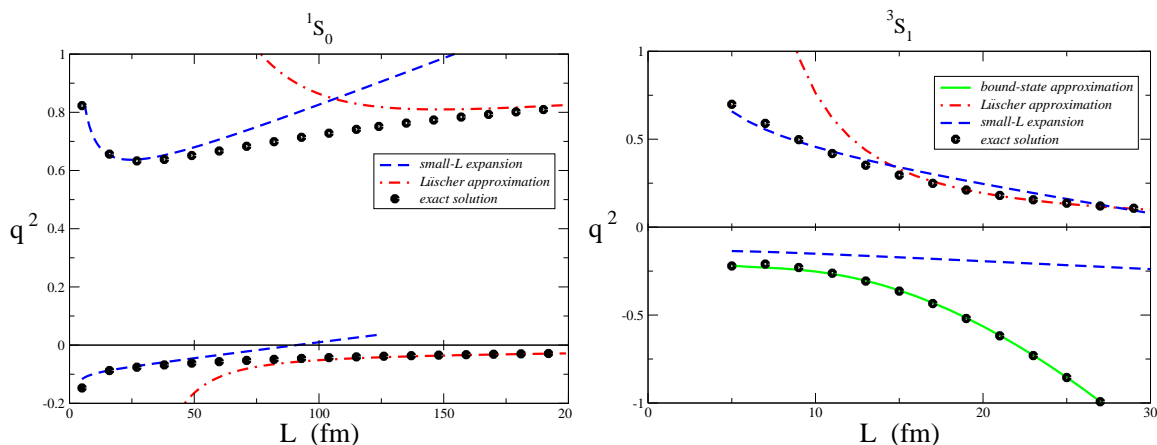 ¹S₀
1
0.8
0.6
0.4
0.2
0
-0.2
q²
small-L expansion
Lüscher approximation
exact solution
0 50 100 150 20
L (fm)
³S₁
1
0.5
0
-0.5
-1
q²
bound-state approximation
Lüscher approximation
small-L expansion
exact solution
0 10 20 30
L (fm)